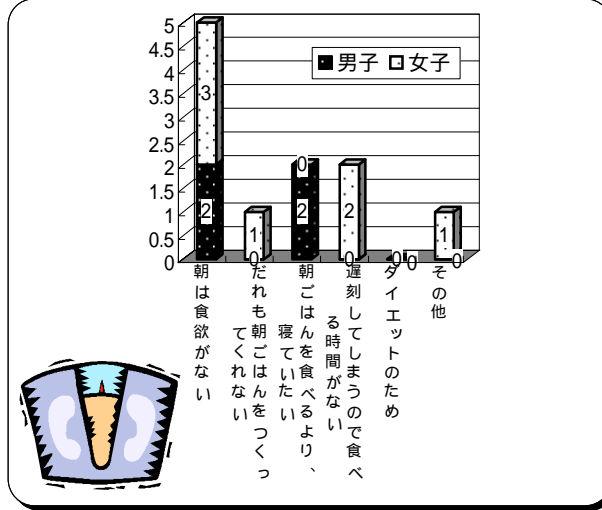 5
4.5
4
3.5
3
2.5
2
1.5
1
0.5
0
男子 女子
3
2
1
0
0
2
2
0
0
0
1
0
朝は食欲がない
だれも朝ごはんをつくっ
てくれない
朝ごはんを食べるより、
寝ていたい
遅刻してしまうので食べ
る時間がない
ダイエットのため
その他